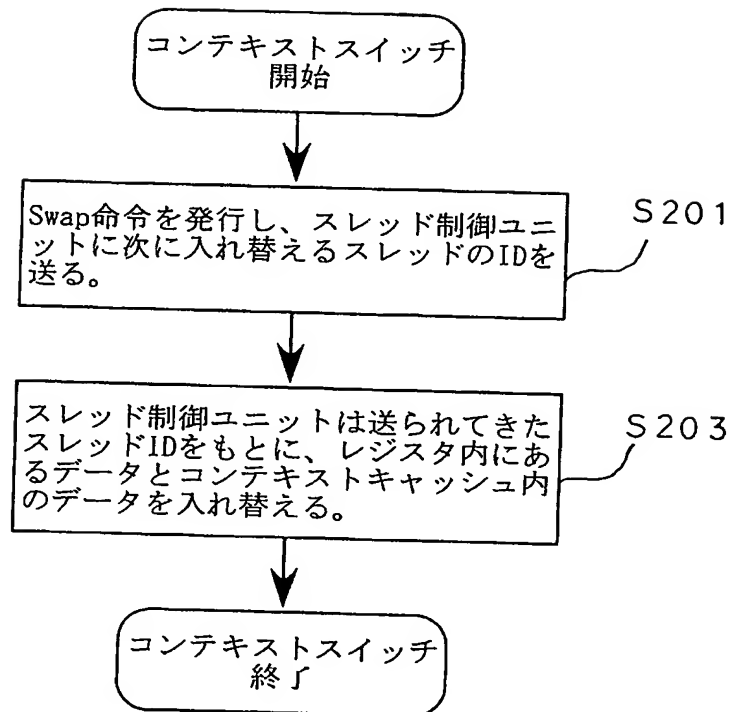 コンテキストスイッチ
開始
Swap命令を発行し、スレッド制御ユニ
ットに次に入れ替えるスレッドのIDを
送る。
S201
スレッド制御ユニットは送られてきた
スレッドIDをもとに、レジスタ内にあ
るデータとコンテキストキャッシュ内
のデータを入れ替える。
S203
コンテキストスイッチ
終了